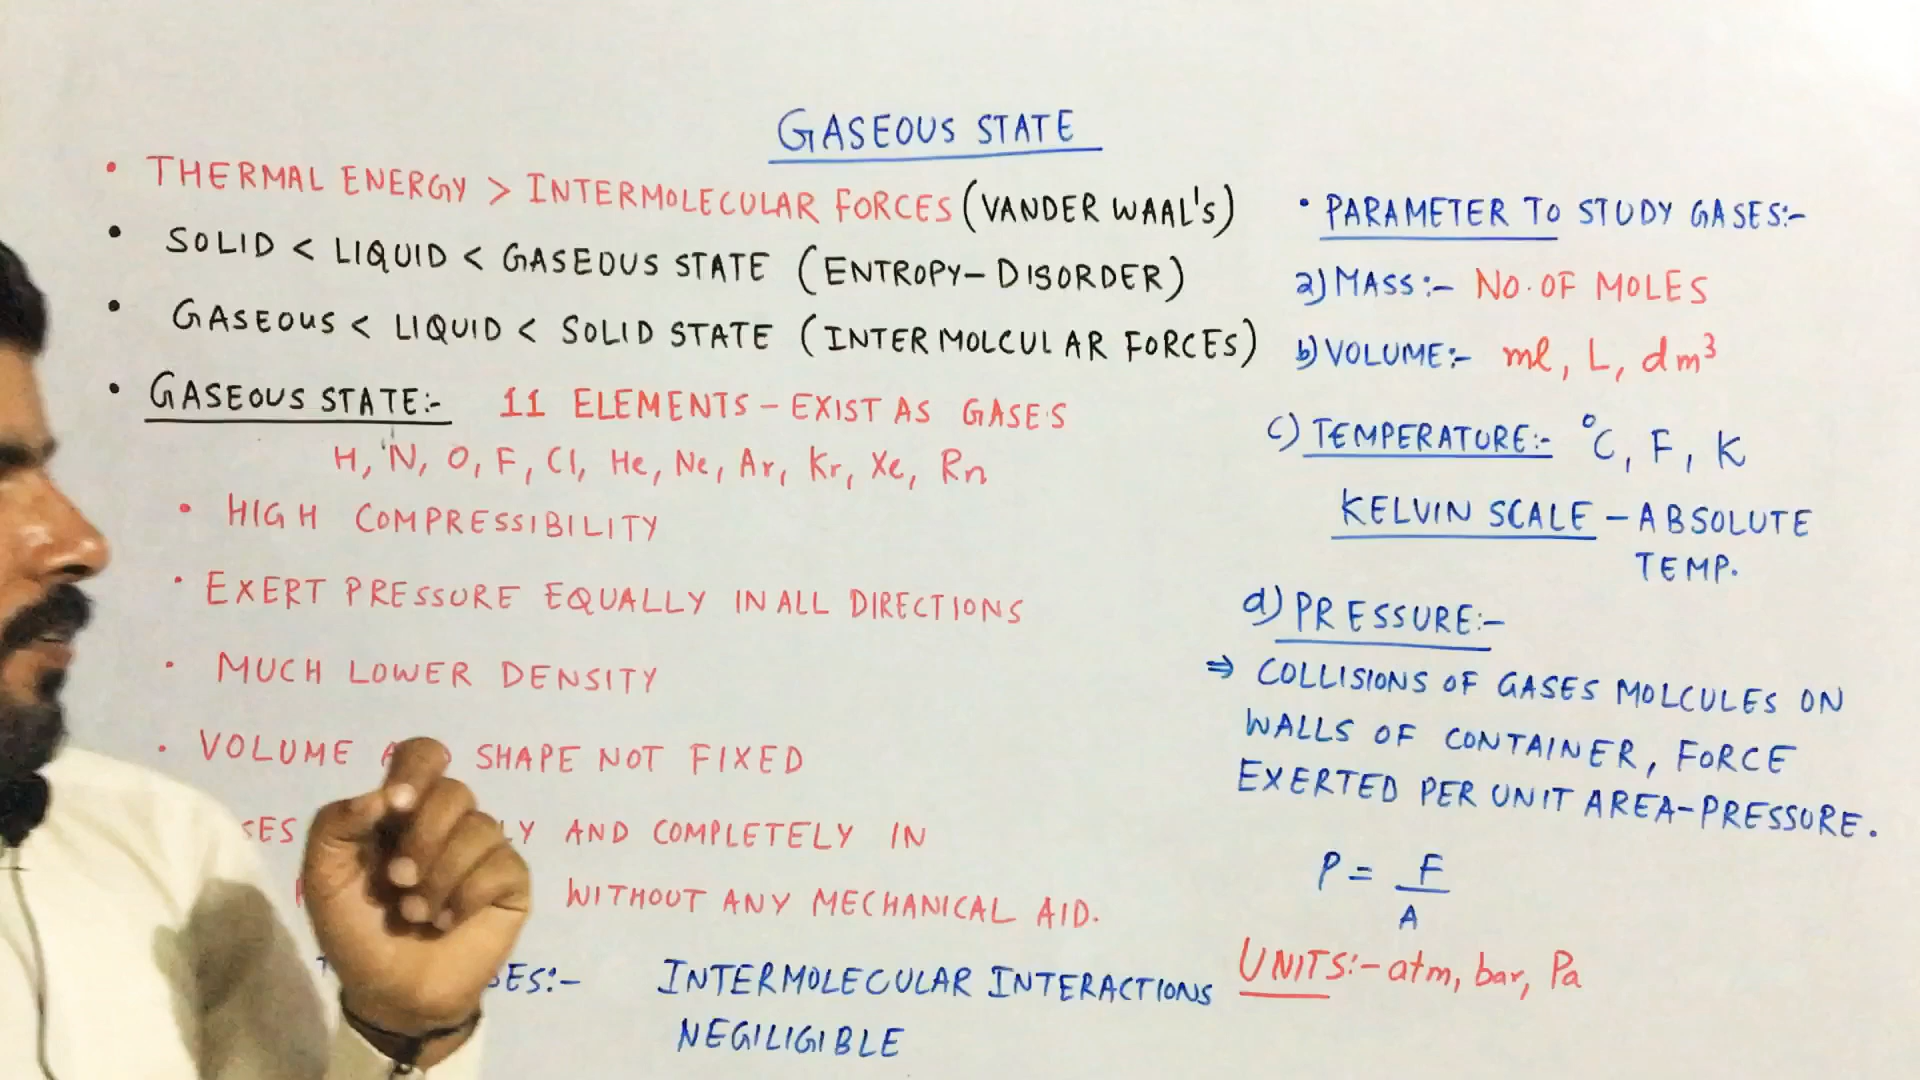 GASEOUS STATE
• THERMAL ENERGY > INTERMOLECULAR FORCES (VANDER WAAL'S)
• SOLID < LIQUID < GASEOUS STATE (ENTROPY-DISORDER)
• GASEOUS < LIQUID < SOLID STATE (INTERMOLCULAR FORCES)
• GASEOUS STATE:- 11 ELEMENTS - EXIST AS GASES
H, N, O, F, Cl, He, Ne, Ar, Kr, Xe, Rn
• HIGH COMPRESSIBILITY
• EXERT PRESSURE EQUALLY IN ALL DIRECTIONS
• MUCH LOWER DENSITY
• VOLUME SHAPE NOT FIXED
AND COMPLETELY IN
WITHOUT ANY MECHANICAL AID.
INTERMOLECULAR INTERACTIONS
NEGILIGIBLE
• PARAMETER TO STUDY GASES:-
a) MASS:- NO. OF MOLES
b) VOLUME:- ml, L, dm³
c) TEMPERATURE:- °C, F, K
KELVIN SCALE - ABSOLUTE
TEMP.
d) PRESSURE:-
⇒ COLLISIONS OF GASES MOLCULES ON
WALLS OF CONTAINER, FORCE
EXERTED PER UNIT AREA-PRESSURE.
P = F
A
UNITS:- atm, bar, Pa